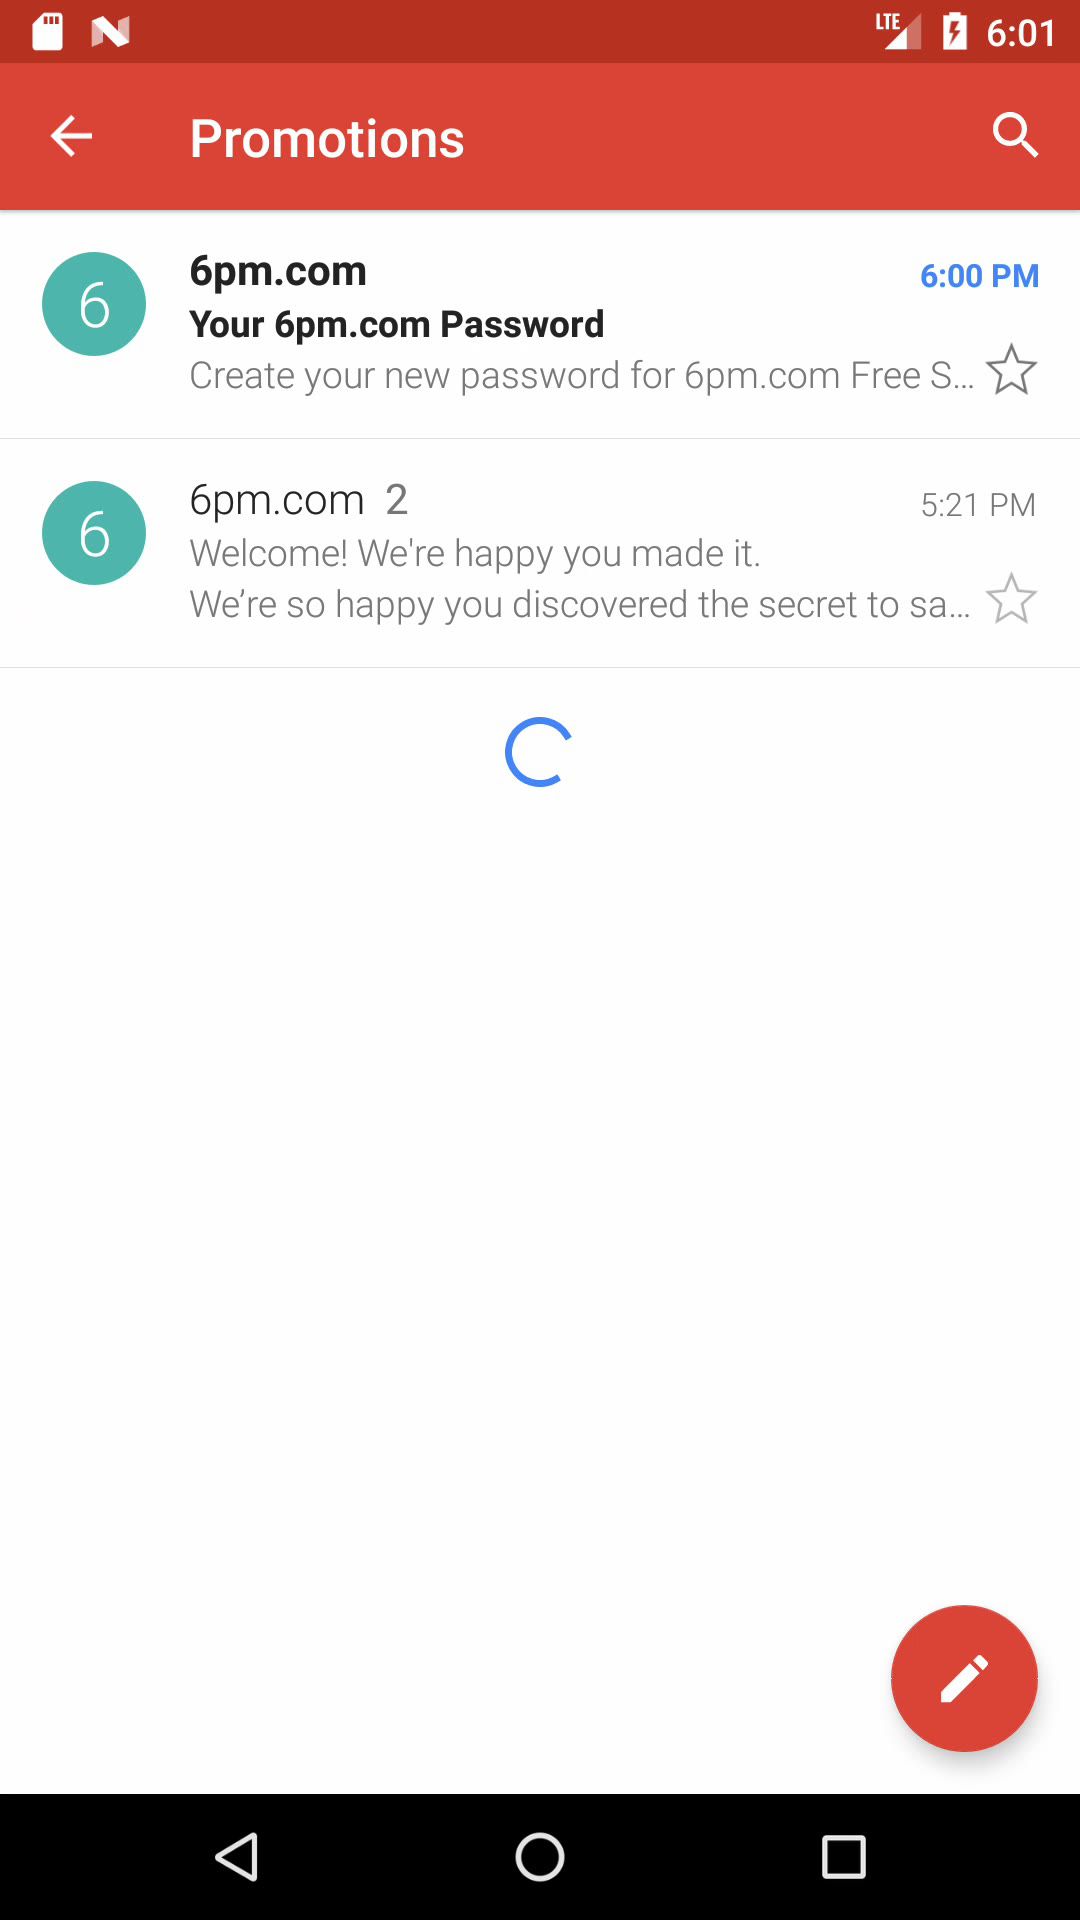 LTE 6:01
Promotions
6 6pm.com 6:00 PM
Your 6pm.com Password
Create your new password for 6pm.com Free S...
6 6pm.com 2 5:21 PM
Welcome! We're happy you made it.
We’re so happy you discovered the secret to sa...